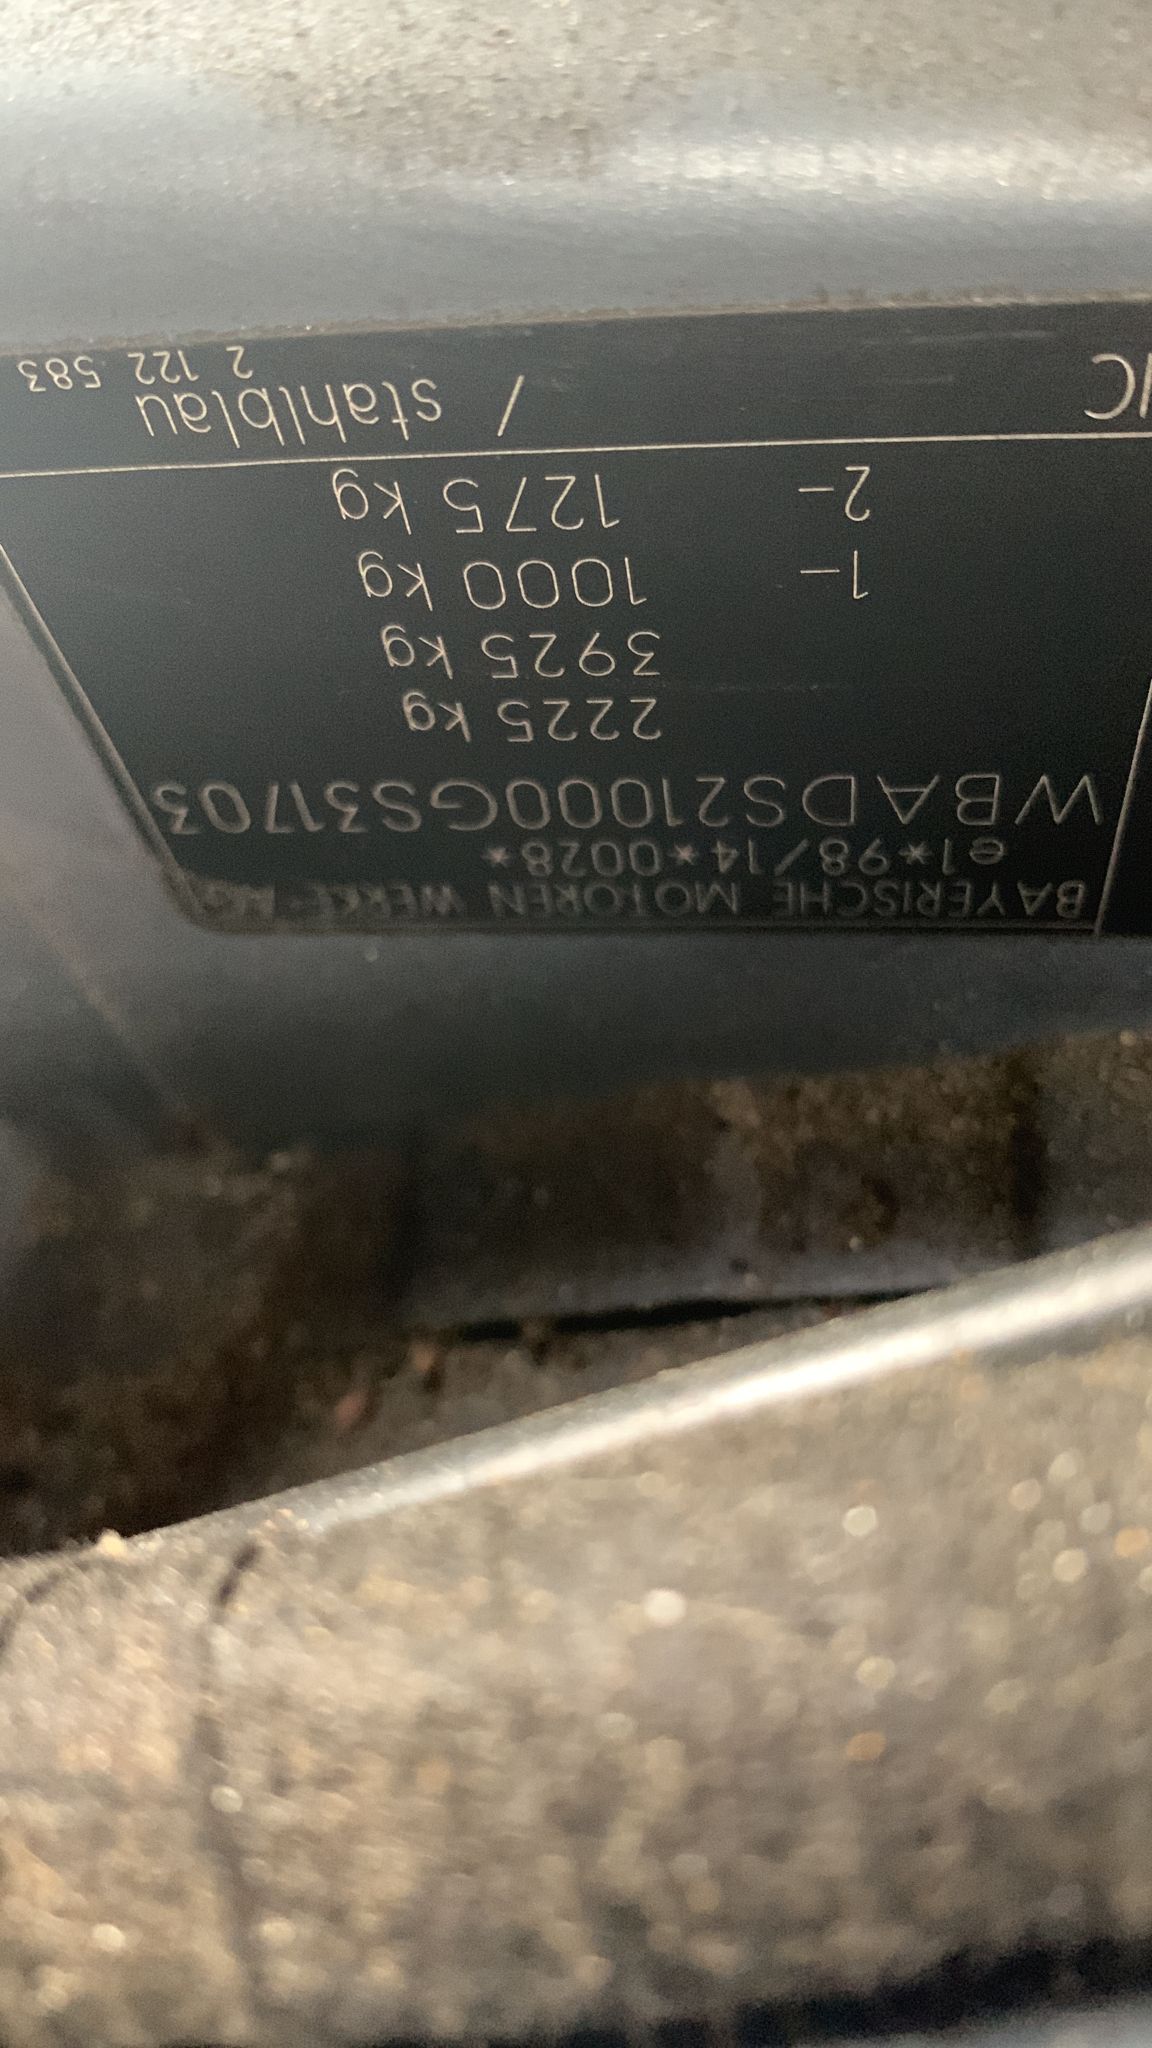 BAYERISCHE MOTOREN WERKE AG
e1*98/14*0028*
WBADS21000GS31703
2225 kg
3925 kg
1- 1000 kg
2- 1275 kg
/ stahlblau
2 122 583